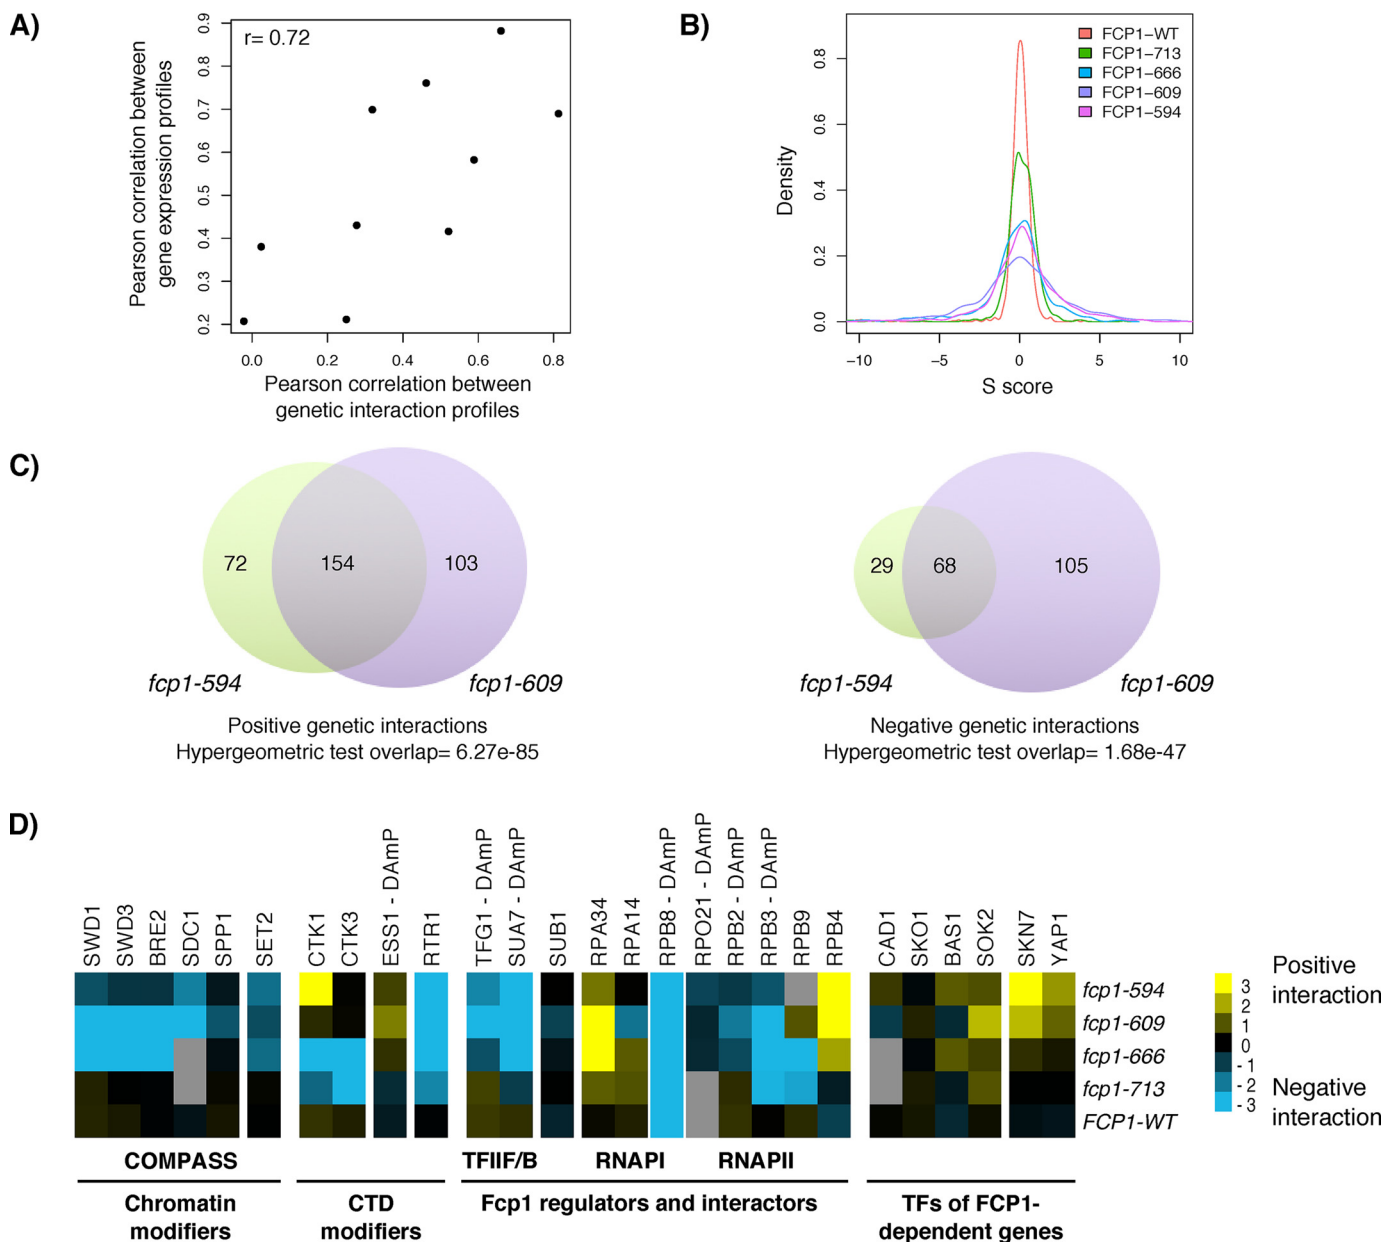 A)
r= 0.72
Pearson correlation between
gene expression profiles
0.9
0.8
0.7
0.6
0.5
0.4
0.3
0.2
0.0
0.2
0.4
0.6
0.8
Pearson correlation between
genetic interaction profiles
B)
FCP1–WT
FCP1–713
FCP1–666
FCP1–609
FCP1–594
Density
0.8
0.6
0.4
0.2
0.0
−10
−5
0
5
10
S score
C)
72
154
103
fcp1-594
fcp1-609
Positive genetic interactions
Hypergeometric test overlap= 6.27e-85
29
68
105
fcp1-594
fcp1-609
Negative genetic interactions
Hypergeometric test overlap= 1.68e-47
D)
SWD1
SWD3
BRE2
SDC1
SPP1
SET2
CTK1
CTK3
ESS1 - DAmP
RTR1
TFG1 - DAmP
SUA7 - DAmP
SUB1
RPA34
RPA14
RPB8 - DAmP
RPO21 - DAmP
RPB2 - DAmP
RPB3 - DAmP
RPB9
RPB4
CAD1
SKO1
BAS1
SOK2
SKN7
YAP1
fcp1-594
fcp1-609
fcp1-666
fcp1-713
FCP1-WT
Positive
interaction
3
2
1
0
- 1
- 2
- 3
Negative
interaction
COMPASS
TFIIF/B
RNAPI
RNAPII
Chromatin
modifiers
CTD
modifiers
Fcp1 regulators and interactors
TFs of FCP1-
dependent genes